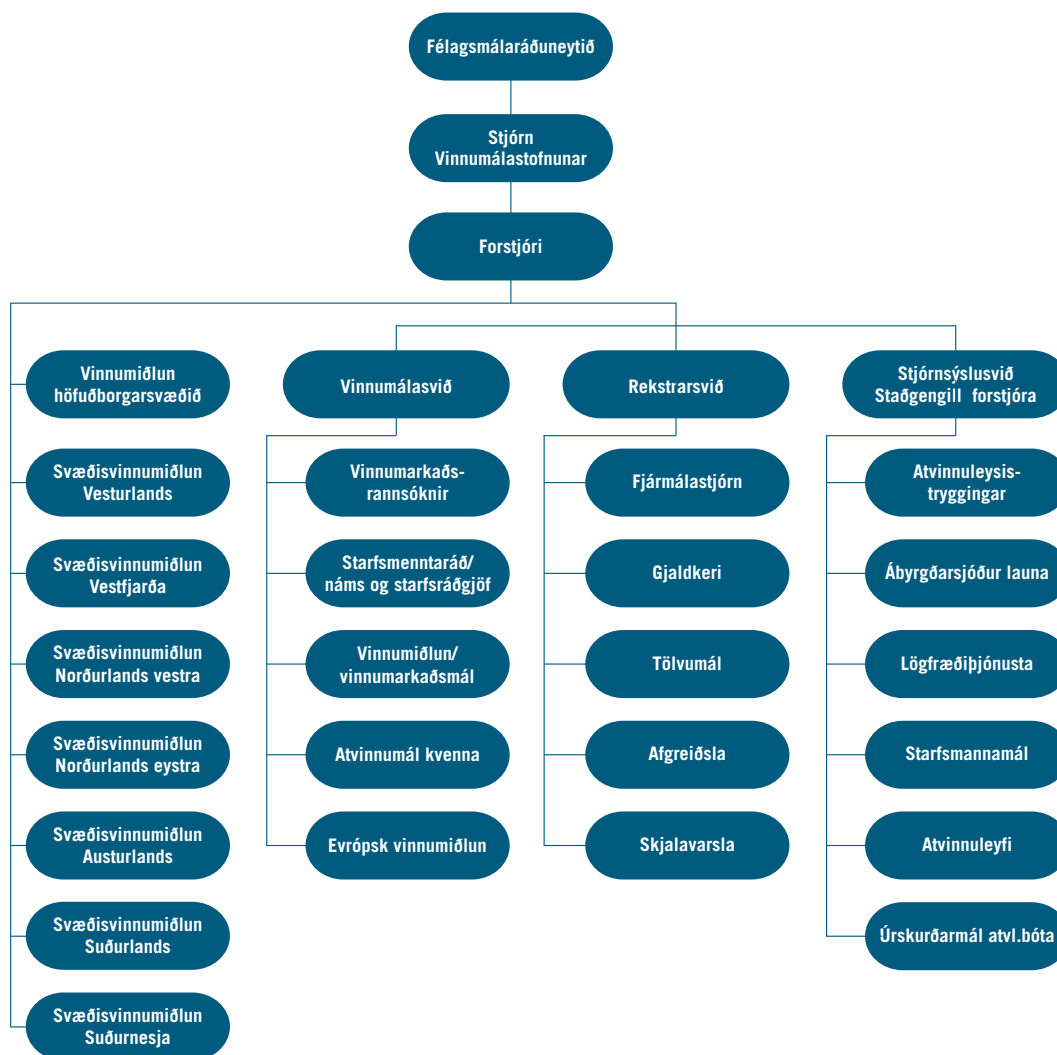 Félagsmálaráðuneytið
Stjórn
Vinnumálastofnunar
Forstjóri
Vinnumiðlun
höfuðborgarsvæðið
Svæðisvinnumiðlun
Vesturlands
Svæðisvinnumiðlun
Vestfjarða
Svæðisvinnumiðlun
Norðurlands vestra
Svæðisvinnumiðlun
Norðurlands eystra
Svæðisvinnumiðlun
Austurlands
Svæðisvinnumiðlun
Suðurlands
Svæðisvinnumiðlun
Suðurnesja
Vinnumálasvið
Vinnumarkaðs-
rannsóknir
Starfsmenntaráð/
náms og starfsráðgjöf
Vinnumiðlun/
vinnumarkaðsmál
Atvinnumál kvenna
Evrópsk vinnumiðlun
Rekstrarsvið
Fjármálastjórn
Gjaldkeri
Tölvumál
Afgreiðsla
Skjalavarsla
Stjórnsýslusvið
Staðgengill forstjóra
Atvinnuleysis-
tryggingar
Ábyrgðarsjóður launa
Lögfræðiþjónusta
Starfsmannamál
Atvinnuleyfi
Úrskurðarmál atvl.bóta